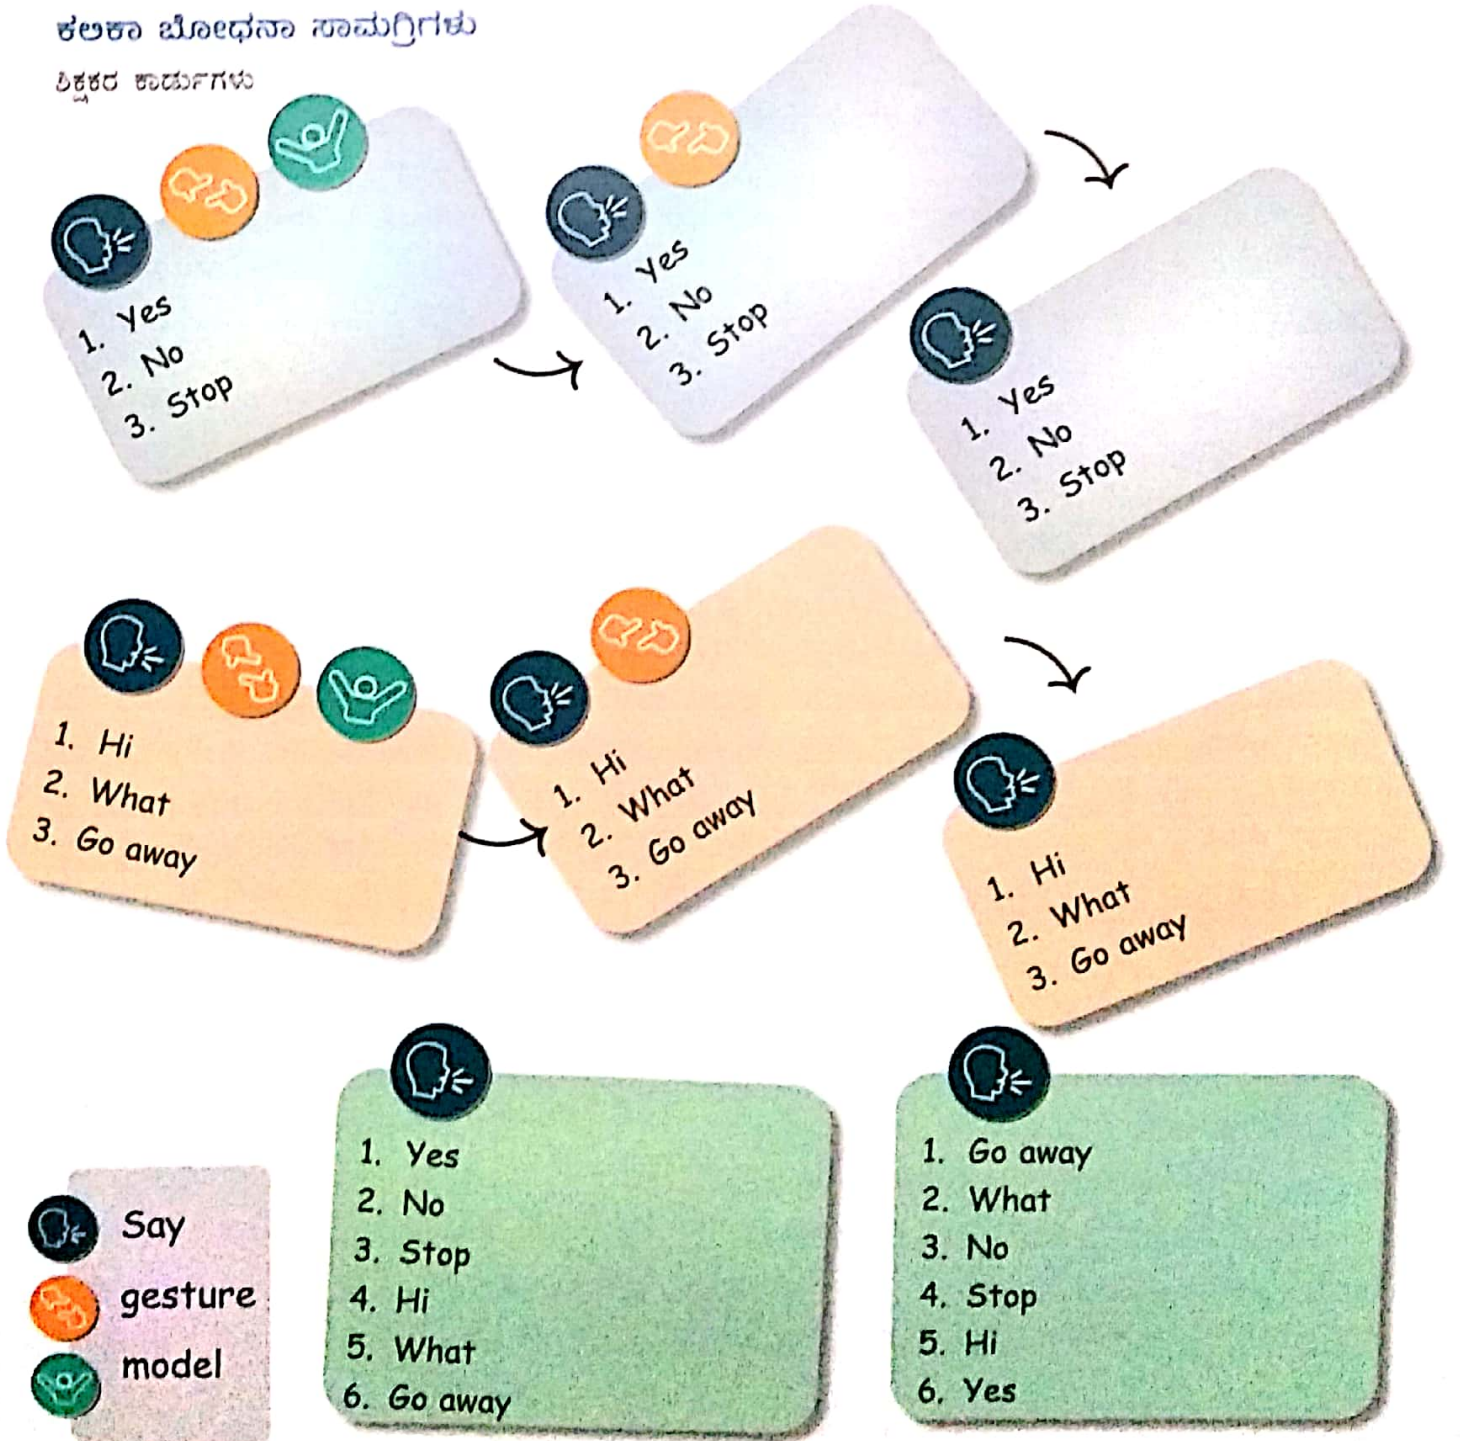 ಕಲಿಕಾ ಬೋಧನಾ ಸಾಮಗ್ರಿಗಳು
ಶಿಕ್ಷಕರ ಕಾರ್ಡುಗಳು
1. Yes
2. No
3. Stop
1. Yes
2. No
3. Stop
1. Yes
2. No
3. Stop
1. Hi
2. What
3. Go away
1. Hi
2. What
3. Go away
1. Hi
2. What
3. Go away
1. Yes
2. No
3. Stop
4. Hi
5. What
6. Go away
1. Go away
2. What
3. No
4. Stop
5. Hi
6. Yes
Say
gesture
model